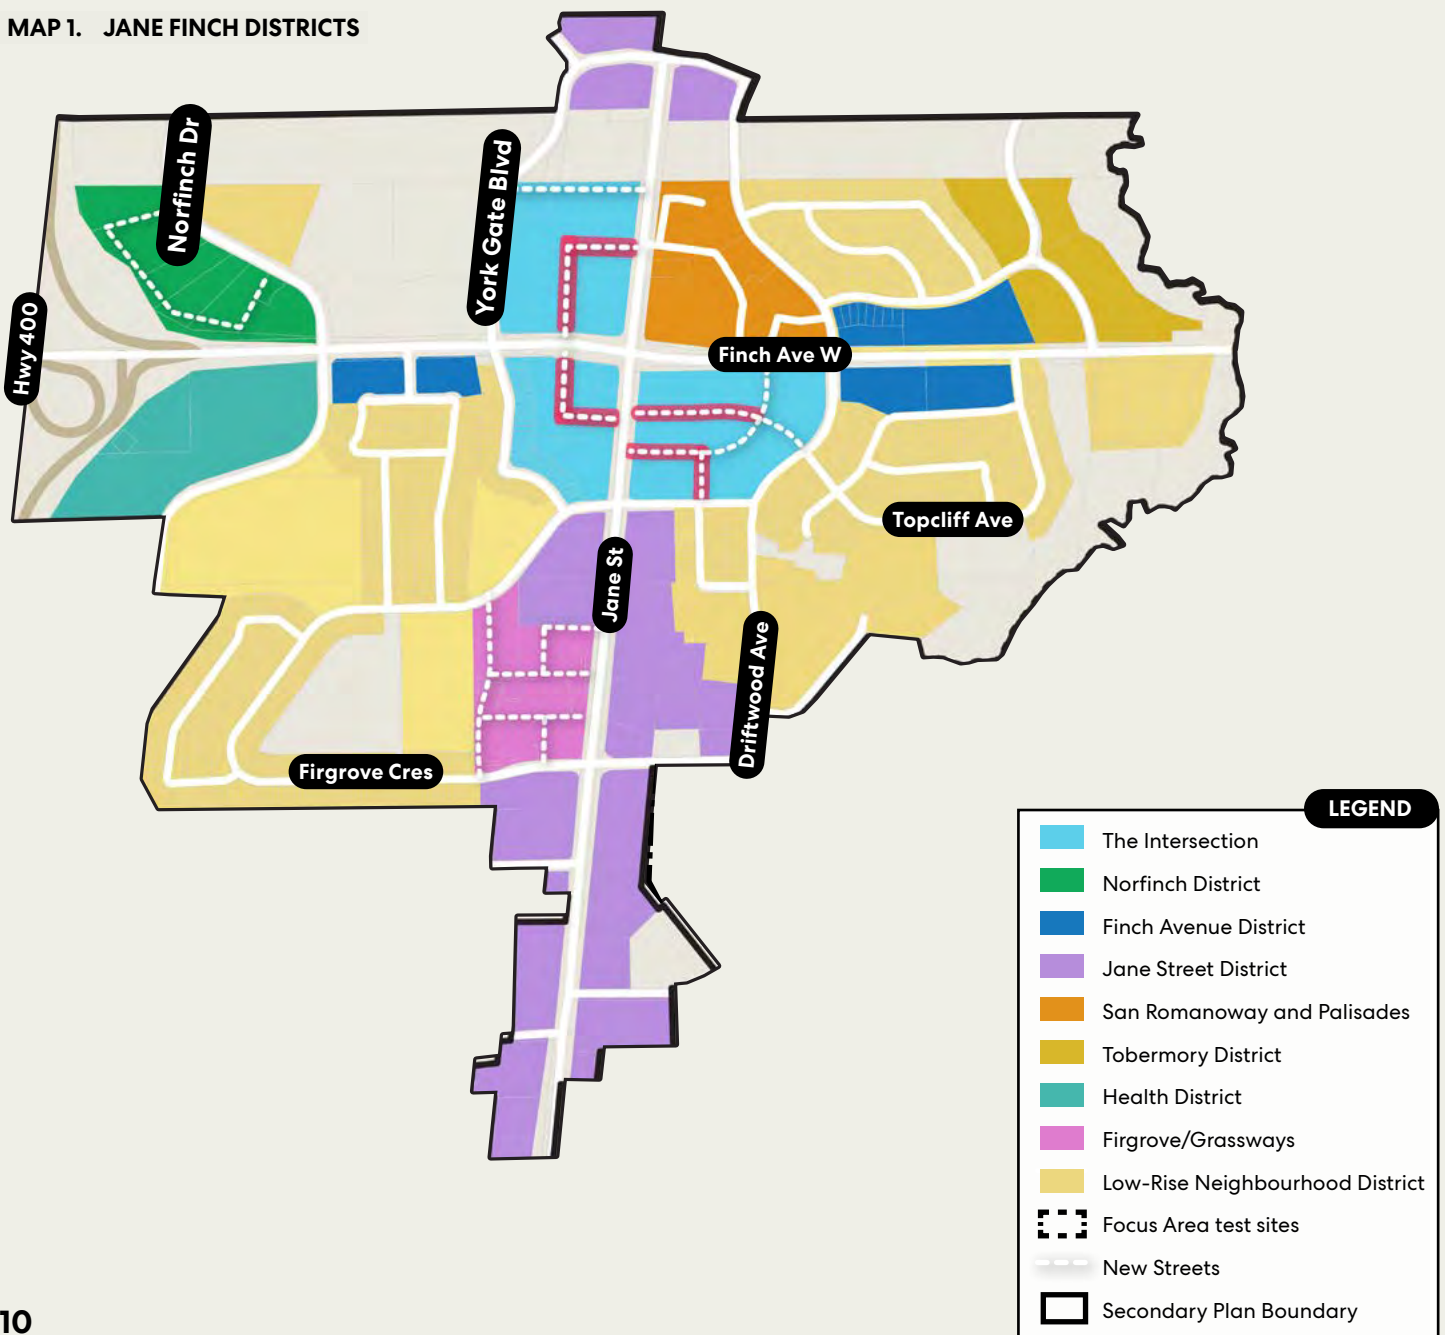 MAP 1. JANE FINCH DISTRICTS
Norfinch Dr
York Gate Blvd
Hwy 400
Finch Ave W
Topcliff Ave
Jane St
Driftwood Ave
Firgrove Cres
LEGEND
The Intersection
Norfinch District
Finch Avenue District
Jane Street District
San Romanoway and Palisades
Tobermory District
Health District
Firgrove/Grassways
Low-Rise Neighbourhood District
Focus Area test sites
New Streets
Secondary Plan Boundary
10